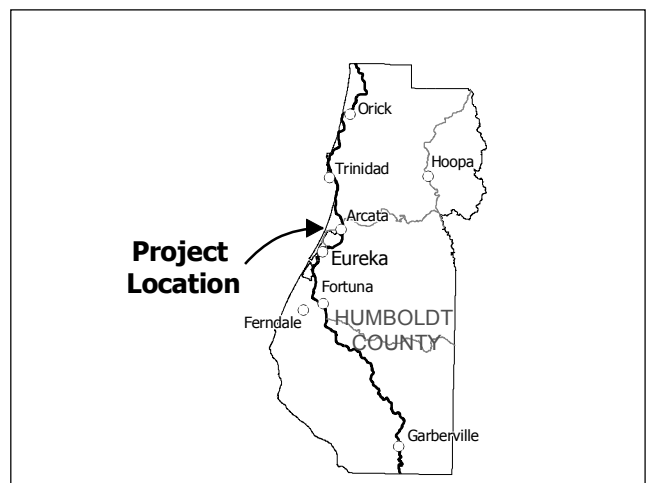 Orick
Hoopa
Trinidad
Arcata
Project
Location
Eureka
Fortuna
Ferndale
HUMBOLDT
COUNTY
Garberville